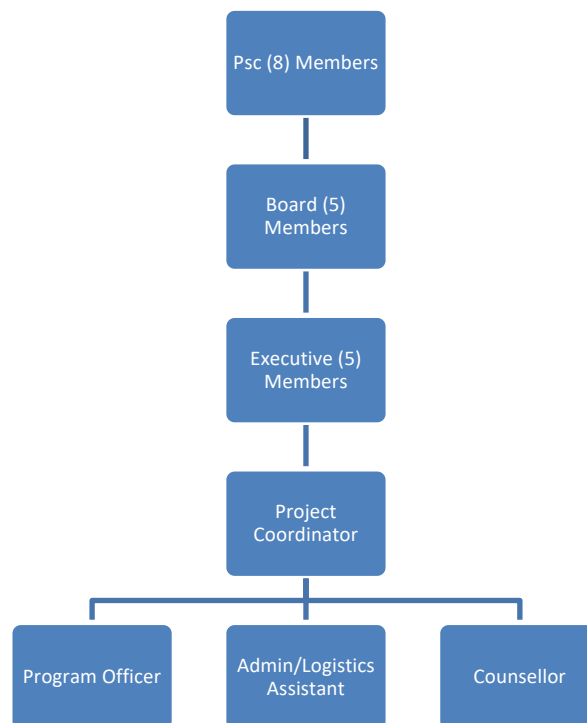 Psc (8) Members
Board (5)
Members
Executive (5)
Members
Project
Coordinator
Program Officer
Admin/Logistics
Assistant
Counsellor